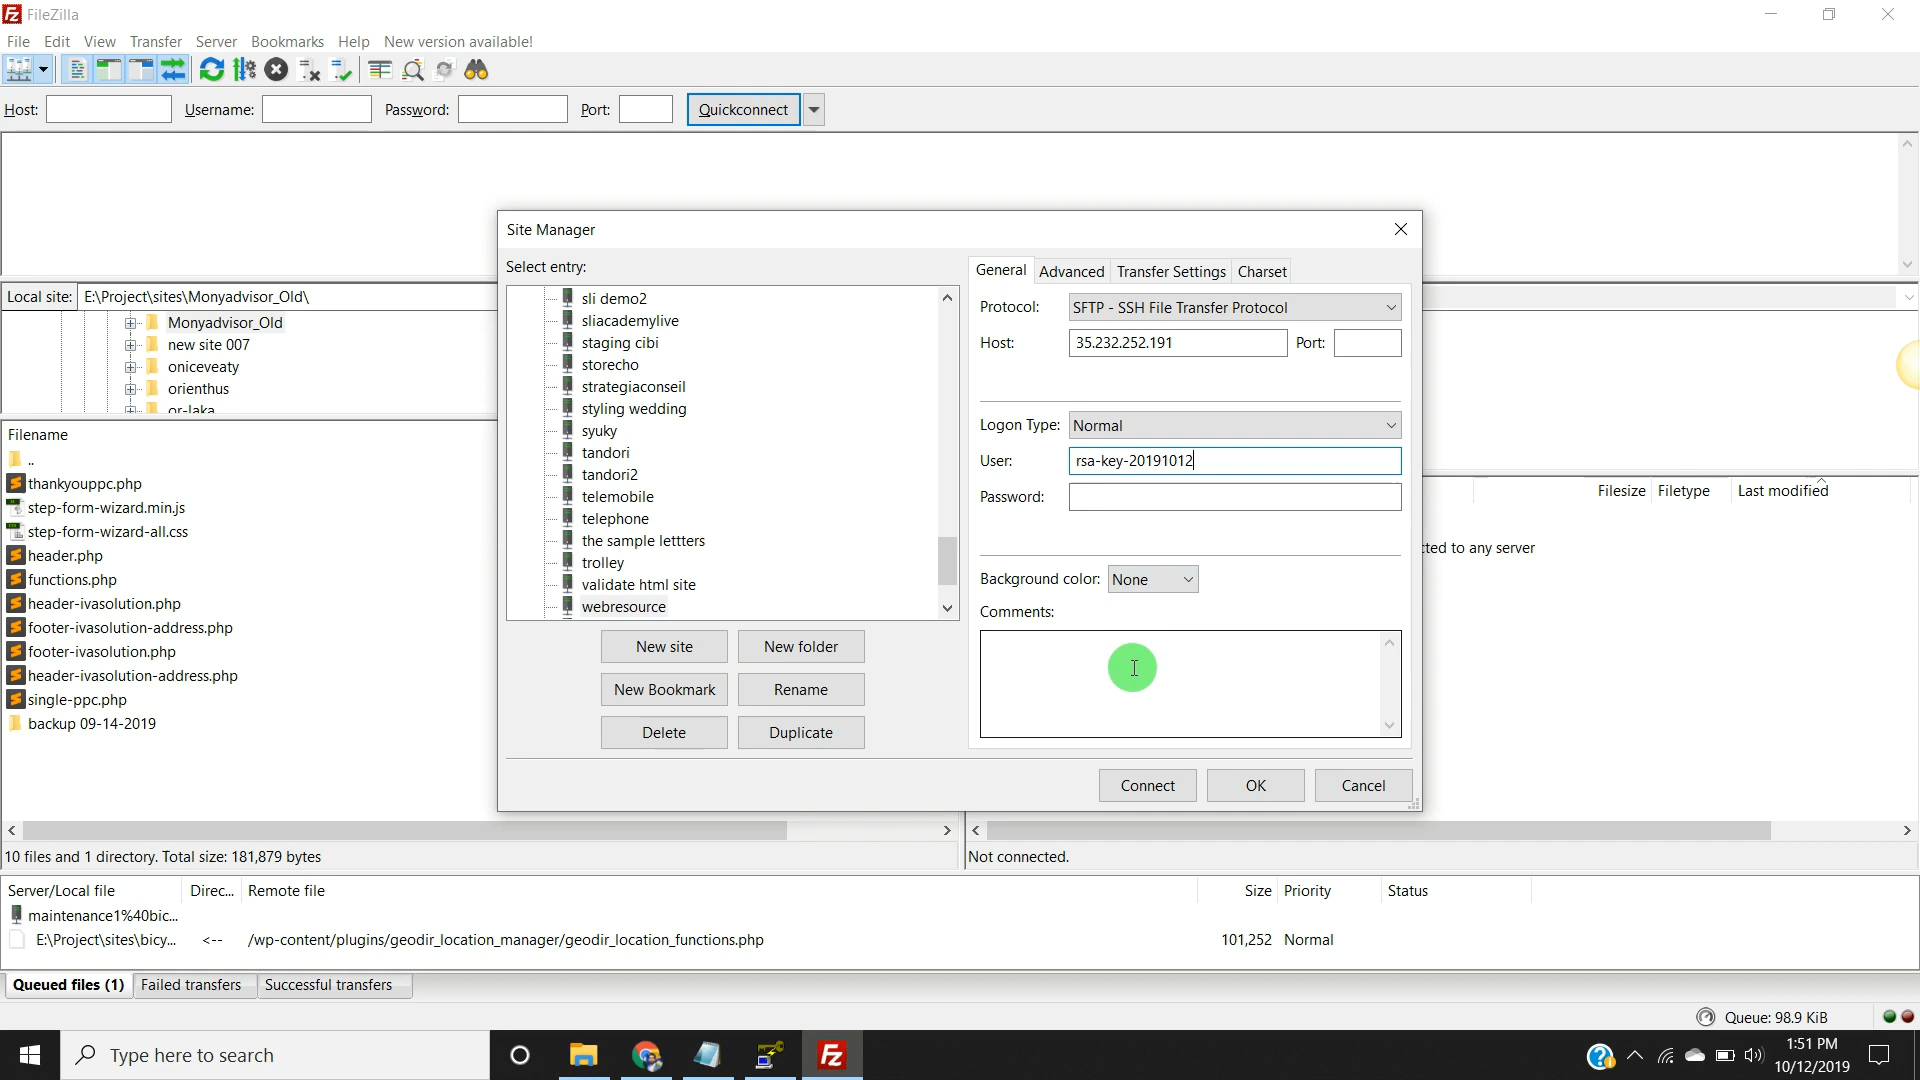 FileZilla
File Edit View Transfer Server Bookmarks Help New version available!
Host: Username: Password: Port: Quickconnect
Site Manager
Select entry:
sli demo2
sliacademylive
staging cibi
storecho
strategiaconseil
styling wedding
syuky
tandori
tandori2
telemobile
telephone
the sample lettters
trolley
validate html site
webresource
New site New folder
New Bookmark Rename
Delete Duplicate
General Advanced Transfer Settings Charset
Protocol: SFTP - SSH File Transfer Protocol
Host: 35.232.252.191 Port:
Logon Type: Normal
User: rsa-key-20191012
Password:
Background color: None
Comments:
Connect OK Cancel
Local site: E:\Project\sites\Monyadvisor_Old\
Monyadvisor_Old
new site 007
oniceveaty
orienthus
or-laka
Filename
..
thankyouppc.php
step-form-wizard.min.js
step-form-wizard-all.css
header.php
functions.php
header-ivasolution.php
footer-ivasolution-address.php
footer-ivasolution.php
header-ivasolution-address.php
single-ppc.php
backup 09-14-2019
10 files and 1 directory. Total size: 181,879 bytes
Filesize Filetype Last modified
cted to any server
Not connected.
Server/Local file Direc... Remote file Size Priority Status
maintenance1%40bic...
E:\Project\sites\bicy... <-- /wp-content/plugins/geodir_location_manager/geodir_location_functions.php 101,252 Normal
Queued files (1) Failed transfers Successful transfers
Queue: 98.9 KiB
Type here to search
1:51 PM
10/12/2019